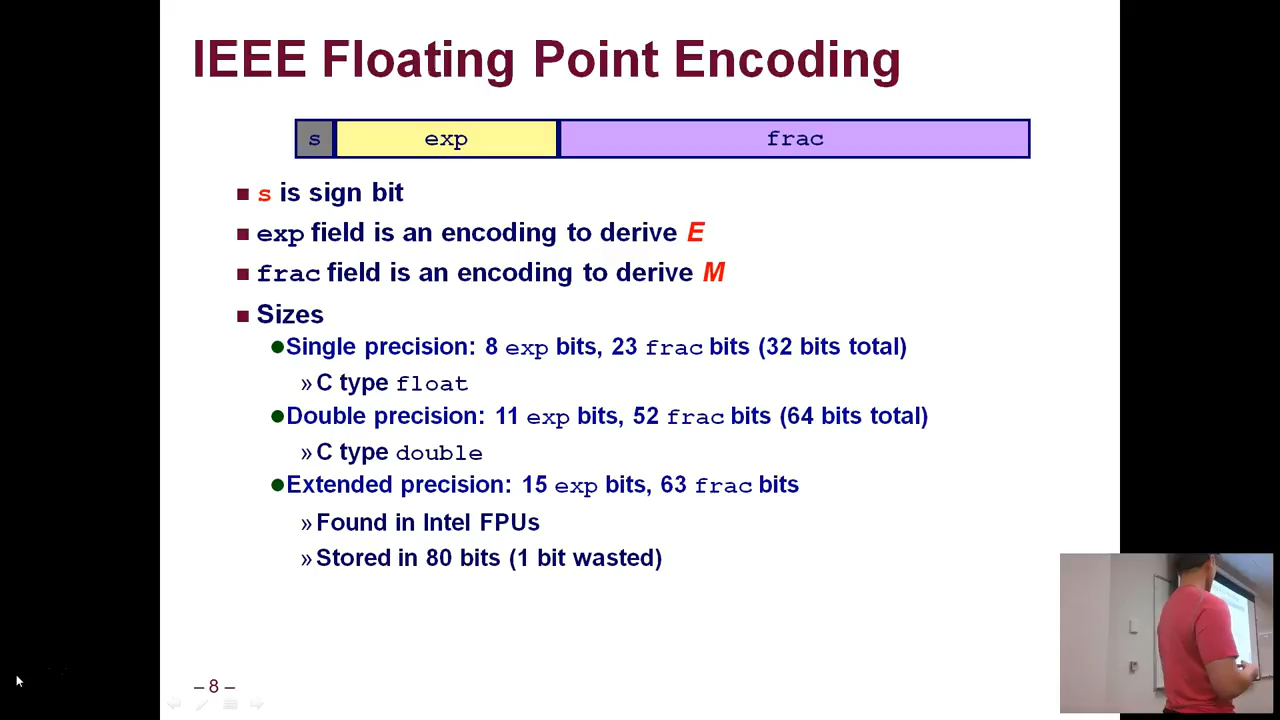 IEEE Floating Point Encoding
s exp frac
s is sign bit
exp field is an encoding to derive E
frac field is an encoding to derive M
Sizes
Single precision: 8 exp bits, 23 frac bits (32 bits total)
» C type float
Double precision: 11 exp bits, 52 frac bits (64 bits total)
» C type double
Extended precision: 15 exp bits, 63 frac bits
» Found in Intel FPUs
» Stored in 80 bits (1 bit wasted)
– 8 –